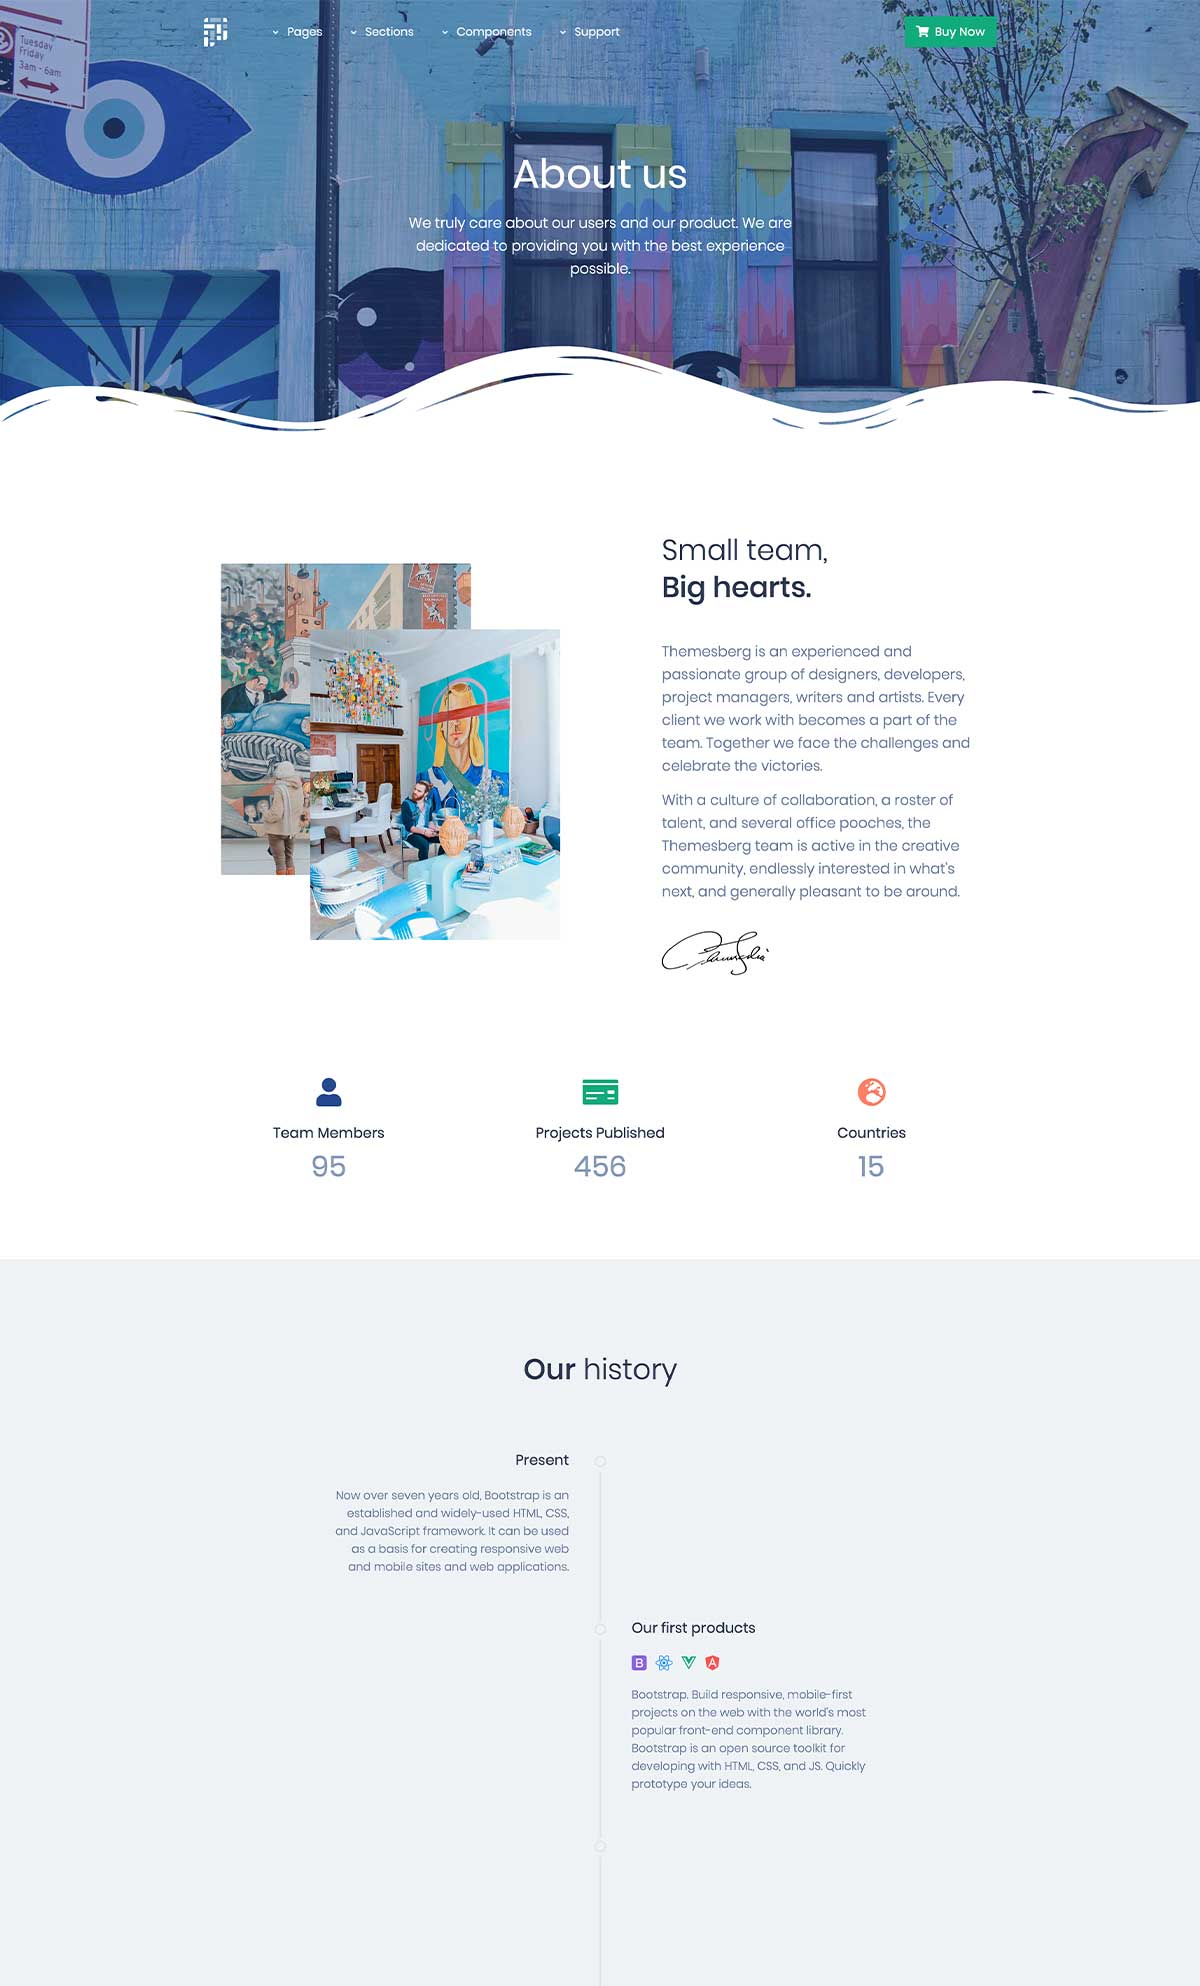 Tuesday
Friday
3am - 6am
Pages
Sections
Components
Support
Buy Now
About us
We truly care about our users and our product. We are
dedicated to providing you with the best experience
possible.
Small team,
Big hearts.
Themesberg is an experienced and
passionate group of designers, developers,
project managers, writers and artists. Every
client we work with becomes a part of the
team. Together we face the challenges and
celebrate the victories.
With a culture of collaboration, a roster of
talent, and several office pooches, the
Themesberg team is active in the creative
community, endlessly interested in what's
next, and generally pleasant to be around.
Team Members
95
Projects Published
456
Countries
15
Our history
Present
Now over seven years old, Bootstrap is an
established and widely-used HTML, CSS,
and JavaScript framework. It can be used
as a basis for creating responsive web
and mobile sites and web applications.
Our first products
B
A
Bootstrap. Build responsive, mobile-first
projects on the web with the world's most
popular front-end component library.
Bootstrap is an open source toolkit for
developing with HTML, CSS, and JS. Quickly
prototype your ideas.